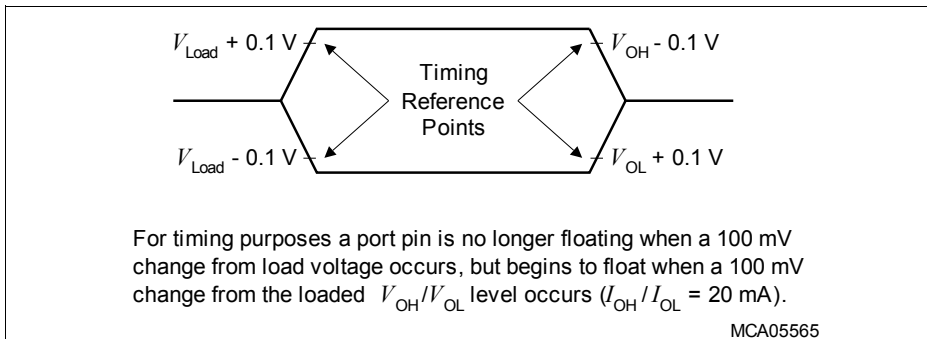 V_Load + 0.1 V
V_OH - 0.1 V
Timing
Reference
Points
V_Load - 0.1 V
V_OL + 0.1 V
For timing purposes a port pin is no longer floating when a 100 mV
change from load voltage occurs, but begins to float when a 100 mV
change from the loaded V_OH/V_OL level occurs (I_OH / I_OL = 20 mA).
MCA05565